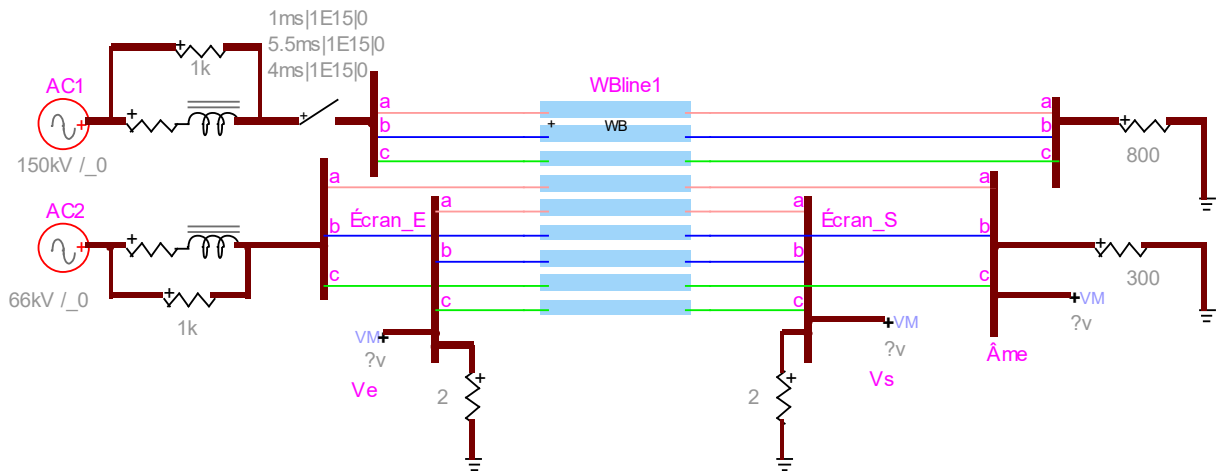 1ms|1E15|0
5.5ms|1E15|0
4ms|1E15|0
+
1k
AC1
+
+
+
150kV /_0
a
b
c
WBline1
+ WB
a
b
c
+
800
AC2
+
+
66kV /_0
+
1k
a
b
c
Écran_E
a
b
c
VM
+
?v
Ve
+
2
Écran_S
a
b
c
+VM
?v
Vs
+
2
a
b
c
+
300
+VM
?v
Âme